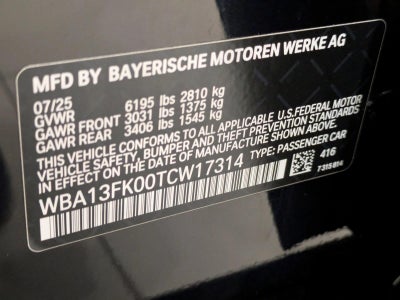 MFD BY BAYERISCHE MOTOREN WERKE AG
07/25
GVWR 6195 lbs 2810 kg
GAWR FRONT 3031 lbs 1375 kg
GAWR REAR 3406 lbs 1545 kg
THIS VEHICLE CONFORMS TO ALL APPLICABLE U.S. FEDERAL MOTOR
VEHICLE SAFETY, BUMPER, AND THEFT PREVENTION STANDARDS IN
EFFECT ON THE DATE OF MANUFACTURE SHOWN ABOVE.
WBA13FK00TCW17314 TYPE: PASSENGER CAR
416
7315814